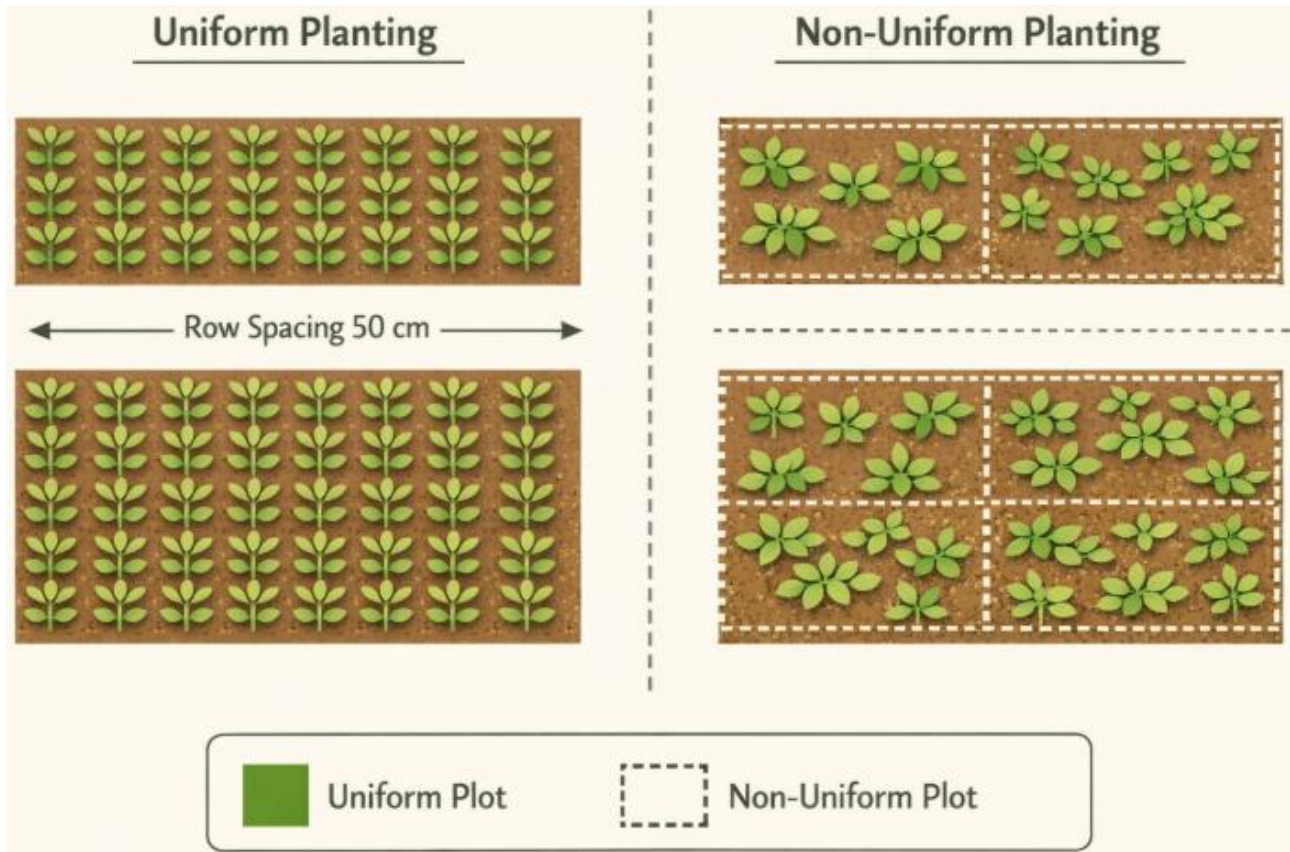 Uniform Planting
Non-Uniform Planting
Row Spacing 50 cm
Uniform Plot
Non-Uniform Plot